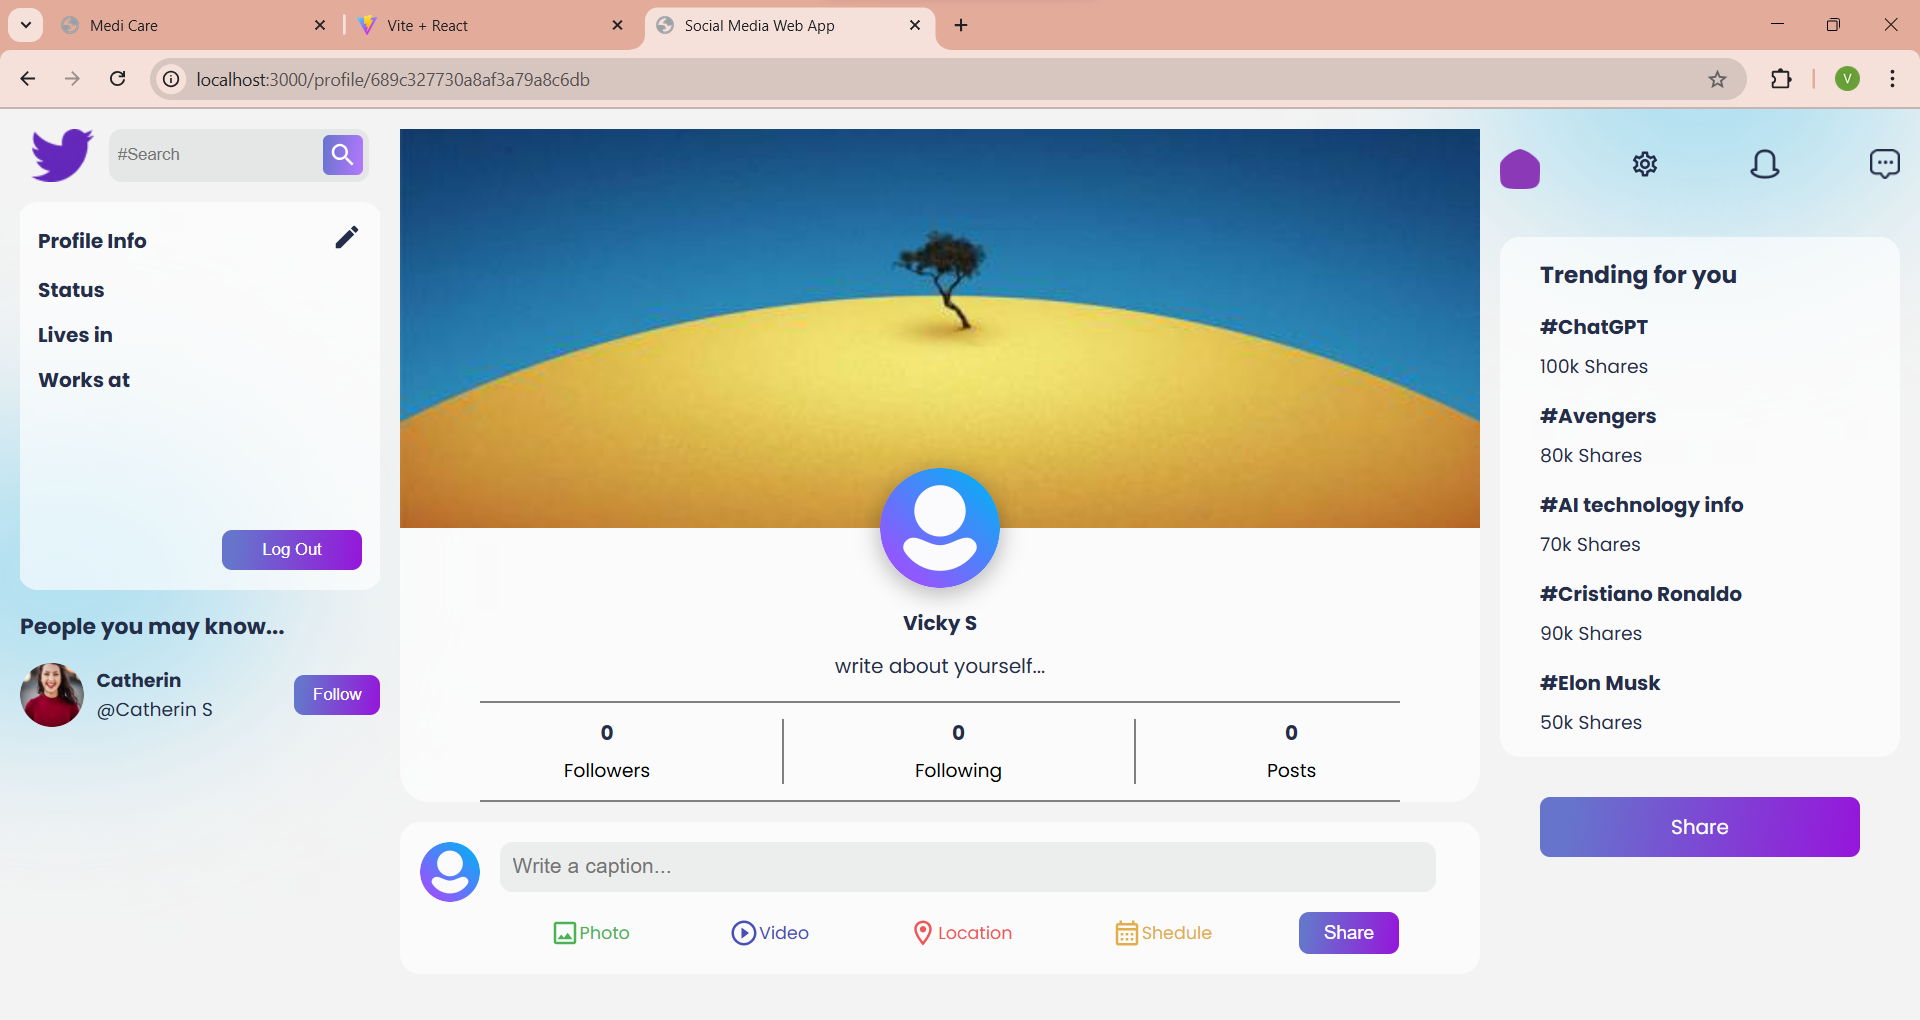 Medi Care
Vite + React
Social Media Web App
localhost:3000/profile/689c327730a8af3a79a8c6db
V
#Search
Profile Info
Status
Lives in
Works at
Log Out
People you may know...
Catherin
@Catherin S
Follow
Vicky S
write about yourself...
0
Followers
0
Following
0
Posts
Write a caption...
Photo
Video
Location
Shedule
Share
Trending for you
#ChatGPT
100k Shares
#Avengers
80k Shares
#AI technology info
70k Shares
#Cristiano Ronaldo
90k Shares
#Elon Musk
50k Shares
Share